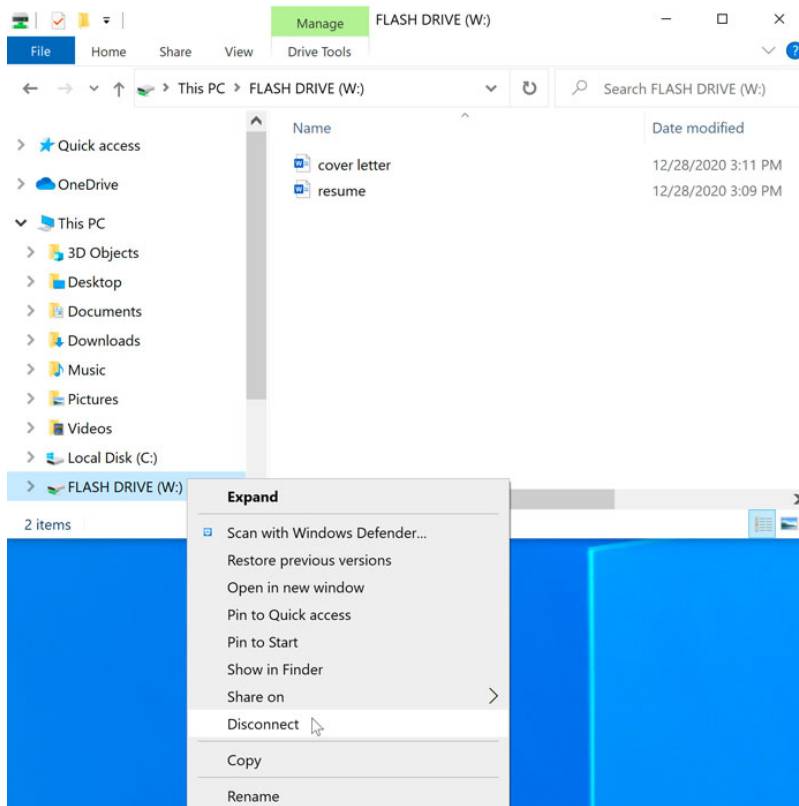 Manage FLASH DRIVE (W:)
File Home Share View Drive Tools
This PC FLASH DRIVE (W:) Search FLASH DRIVE (W:)
Name Date modified
Quick access
cover letter 12/28/2020 3:11 PM
OneDrive
resume 12/28/2020 3:09 PM
This PC
3D Objects
Desktop
Documents
Downloads
Music
Pictures
Videos
Local Disk (C:)
FLASH DRIVE (W:)
2 items
Expand
Scan with Windows Defender...
Restore previous versions
Open in new window
Pin to Quick access
Pin to Start
Show in Finder
Share on
Disconnect
Copy
Rename